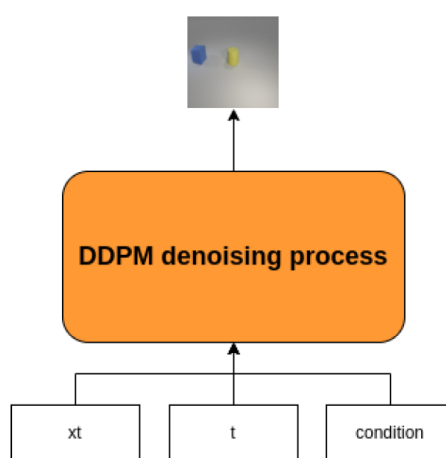 DDPM denoising process
xt
t
condition